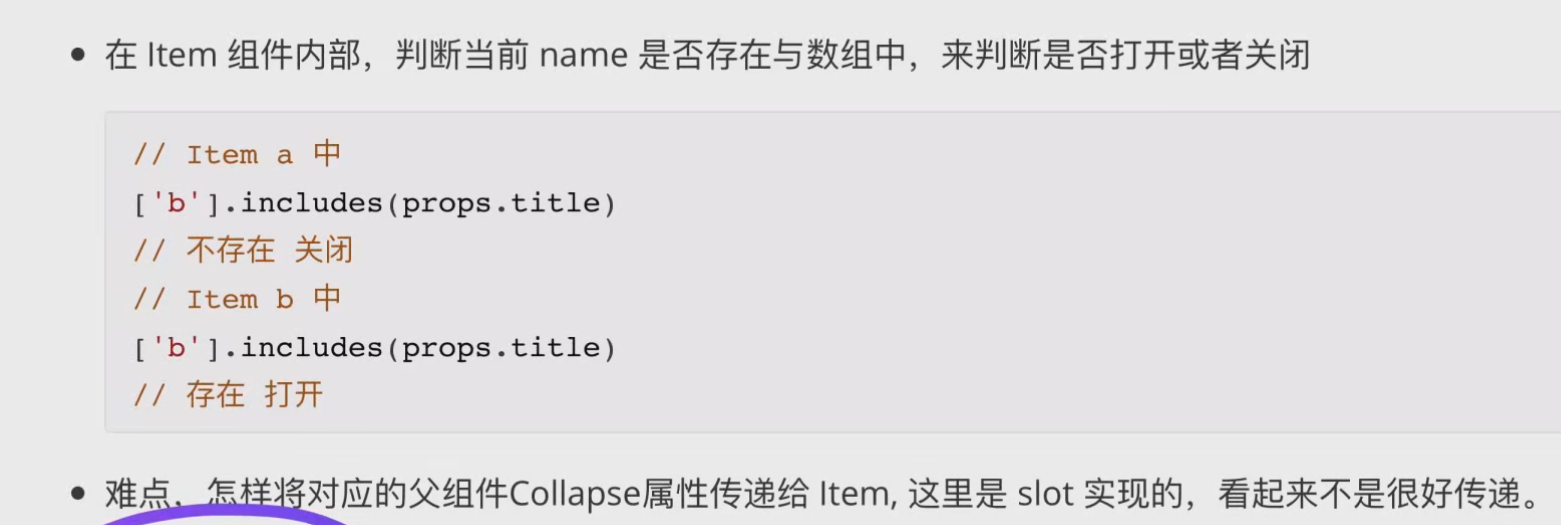 在 Item 组件内部，判断当前 name 是否存在与数组中，来判断是否打开或者关闭
// Item a 中
['b'].includes(props.title)
// 不存在 关闭
// Item b 中
['b'].includes(props.title)
// 存在 打开
难点，怎样将对应的父组件Collapse属性传递给 Item, 这里是 slot 实现的，看起来不是很好传递。